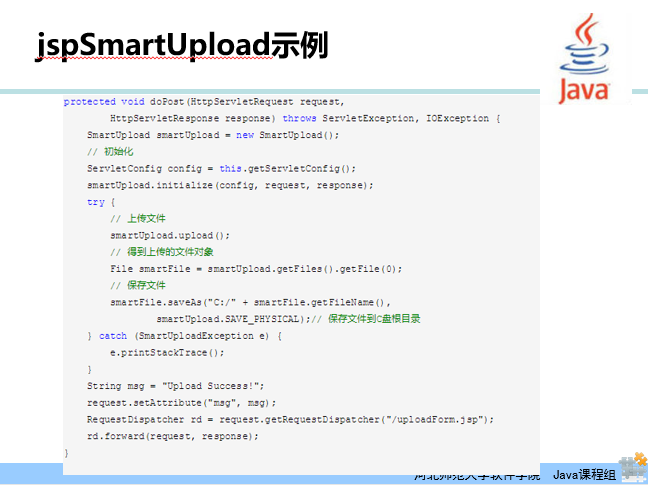 jspSmartUpload示例
Java
protected void doPost(HttpServletRequest request,
HttpServletResponse response) throws ServletException, IOException {
SmartUpload smartUpload = new SmartUpload();
// 初始化
ServletConfig config = this.getServletConfig();
smartUpload.initialize(config, request, response);
try {
// 上传文件
smartUpload.upload();
// 得到上传的文件对象
File smartFile = smartUpload.getFiles().getFile(0);
// 保存文件
smartFile.saveAs("C:/" + smartFile.getFileName(),
smartUpload.SAVE_PHYSICAL);// 保存文件到C盘根目录
} catch (SmartUploadException e) {
e.printStackTrace();
}
String msg = "Upload Success!";
request.setAttribute("msg", msg);
RequestDispatcher rd = request.getRequestDispatcher("/uploadForm.jsp");
rd.forward(request, response);
}
河北师范大学软件学院 Java课程组